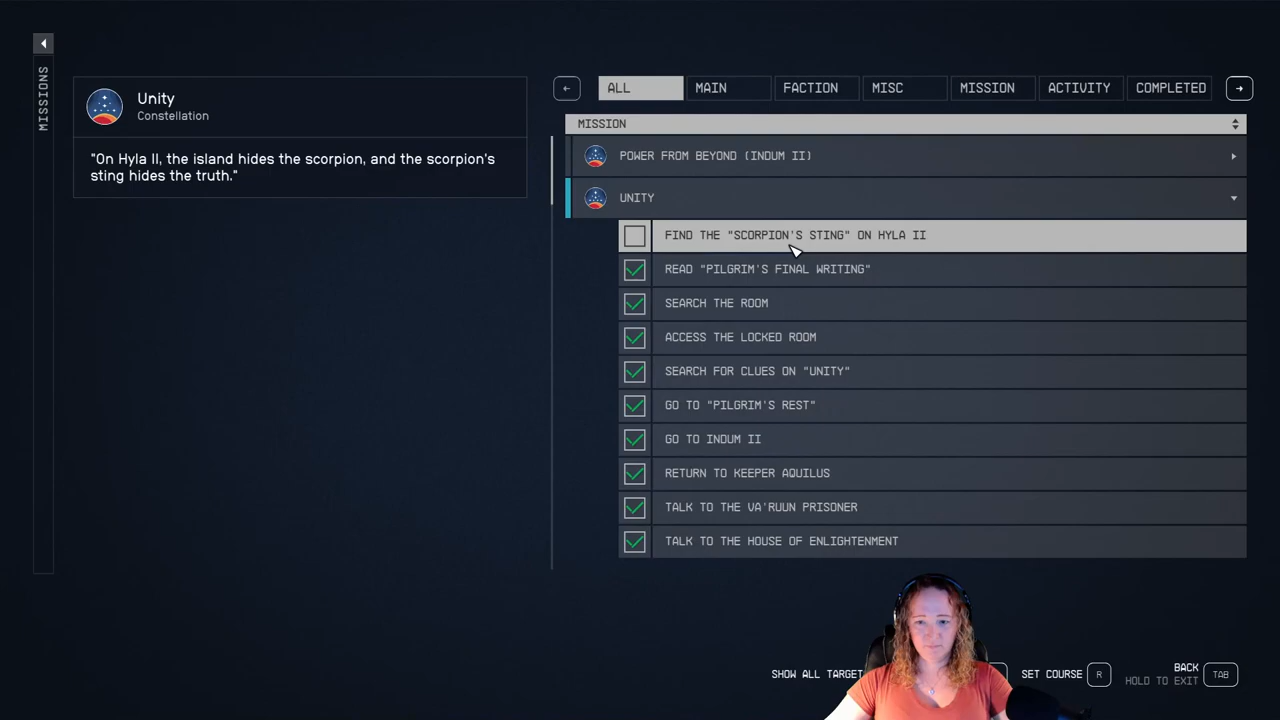 MISSIONS
Unity
Constellation
"On Hyla II, the island hides the scorpion, and the scorpion's
sting hides the truth."
ALL
MAIN
FACTION
MISC
MISSION
ACTIVITY
COMPLETED
MISSION
POWER FROM BEYOND (INDUM II)
UNITY
FIND THE "SCORPION'S STING" ON HYLA II
READ "PILGRIM'S FINAL WRITING"
SEARCH THE ROOM
ACCESS THE LOCKED ROOM
SEARCH FOR CLUES ON "UNITY"
GO TO "PILGRIM'S REST"
GO TO INDUM II
RETURN TO KEEPER AQUILUS
TALK TO THE VA'RUUN PRISONER
TALK TO THE HOUSE OF ENLIGHTENMENT
SHOW ALL TARGET
SET COURSE R
BACK
HOLD TO EXIT
TAB